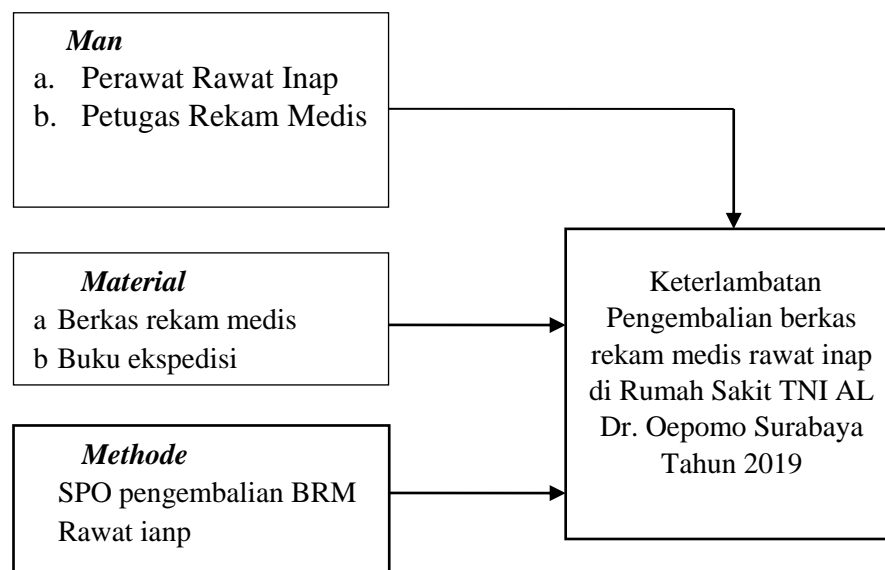 Man
a. Perawat Rawat Inap
b. Petugas Rekam Medis
Material
a Berkas rekam medis
b Buku ekspedisi
Methode
SPO pengembalian BRM
Rawat ianp
Keterlambatan
Pengembalian berkas
rekam medis rawat inap
di Rumah Sakit TNI AL
Dr. Oepomo Surabaya
Tahun 2019